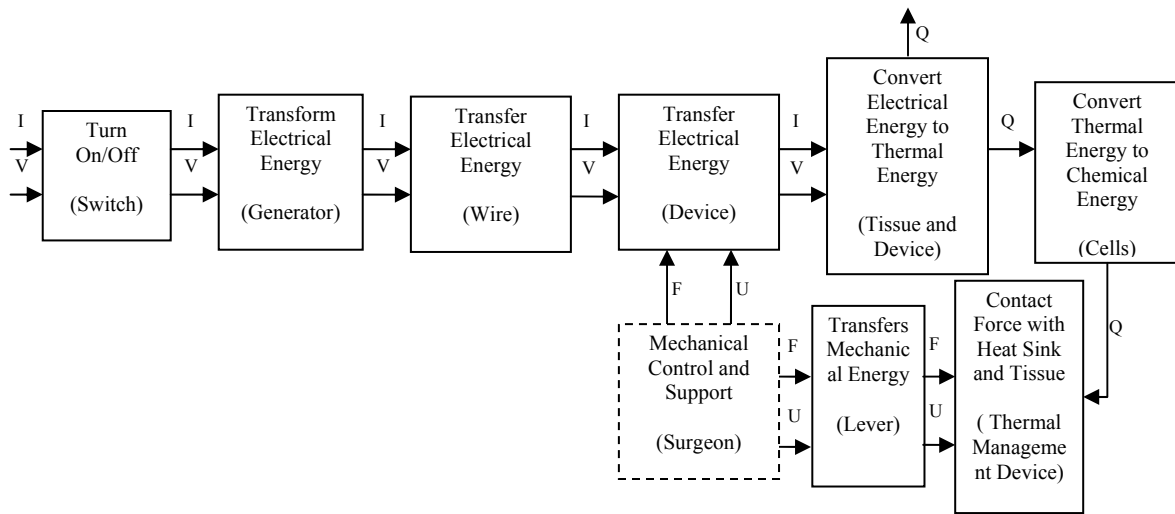 Q
I
V
Turn
On/Off
(Switch)
I
V
Transform
Electrical
Energy
(Generator)
I
V
Transfer
Electrical
Energy
(Wire)
I
V
Transfer
Electrical
Energy
(Device)
I
V
Convert
Electrical
Energy to
Thermal
Energy
(Tissue and
Device)
Q
Convert
Thermal
Energy to
Chemical
Energy
(Cells)
F
U
Q
Mechanical
Control and
Support
(Surgeon)
F
U
Transfers
Mechanic
al Energy
(Lever)
F
U
Contact
Force with
Heat Sink
and Tissue
( Thermal
Manageme
nt Device)